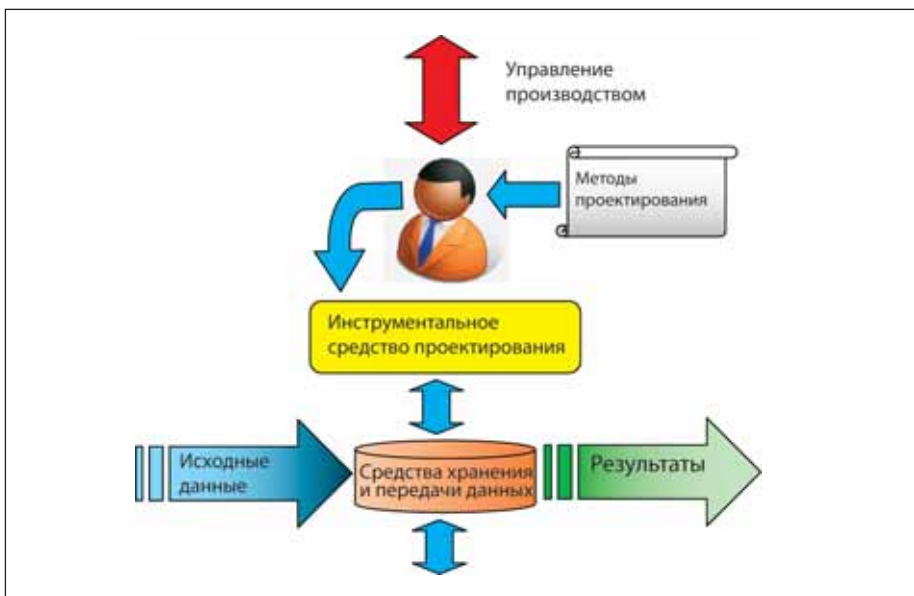 Управление
производством
Методы
проектирования
Инструментальное
средство проектирования
Исходные
данные
Средства хранения
и передачи данных
Результаты